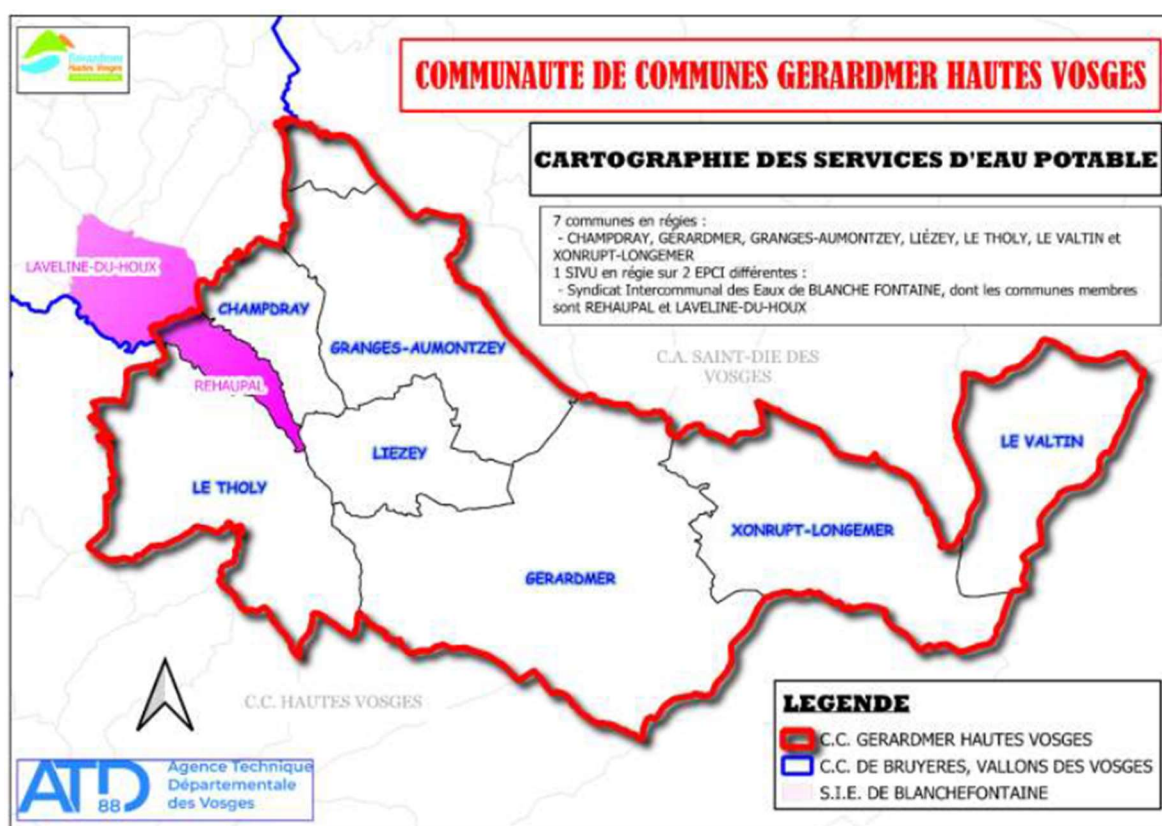 Gérardmer
Hautes Vosges
COMMUNAUTE DE COMMUNES GERARDMER HAUTES VOSGES
CARTOGRAPHIE DES SERVICES D'EAU POTABLE
7 communes en régies :
- CHAMPDRAY, GÉRARDMER, GRANGES-AUMONTZEY, LIÉZEY, LE THOLY, LE VALTIN et
XONRUPT-LONGEMER
1 SIVU en régie sur 2 EPCI différentes :
- Syndicat Intercommunal des Eaux de BLANCHE FONTAINE, dont les communes membres
sont REHAUPAL et LAVELINE-DU-HOUX
LAVELINE-DU-HOUX
CHAMPDRAY
GRANGES-AUMONTZEY
C.A. SAINT-DIE DES
VOSGES
REHAUPAL
LE VALTIN
LIEZEY
LE THOLY
XONRUPT-LONGEMER
GERARDMER
C.C. HAUTES VOSGES
LEGENDE
C.C. GERARDMER HAUTES VOSGES
C.C. DE BRUYERES, VALLONS DES VOSGES
S.I.E. DE BLANCHEFONTAINE
ATD
88
Agence Technique
Départementale
des Vosges